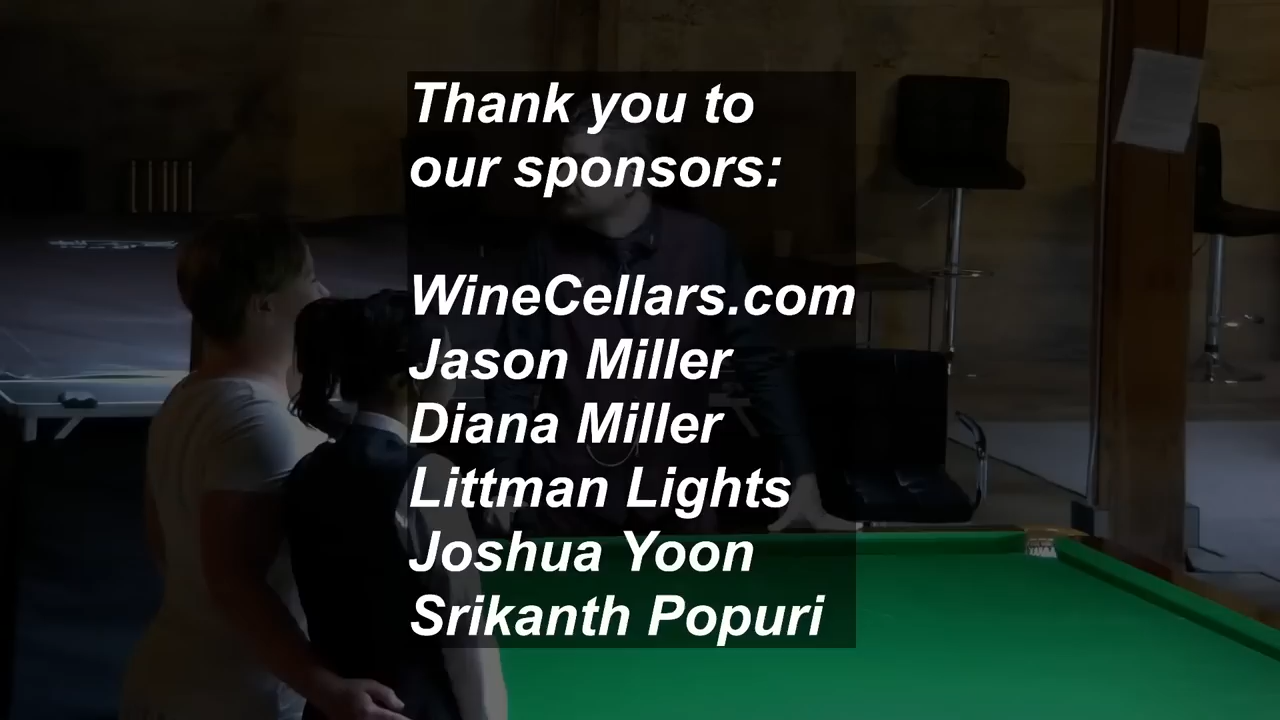 Thank you to
our sponsors:
WineCellars.com
Jason Miller
Diana Miller
Littman Lights
Joshua Yoon
Srikanth Popuri